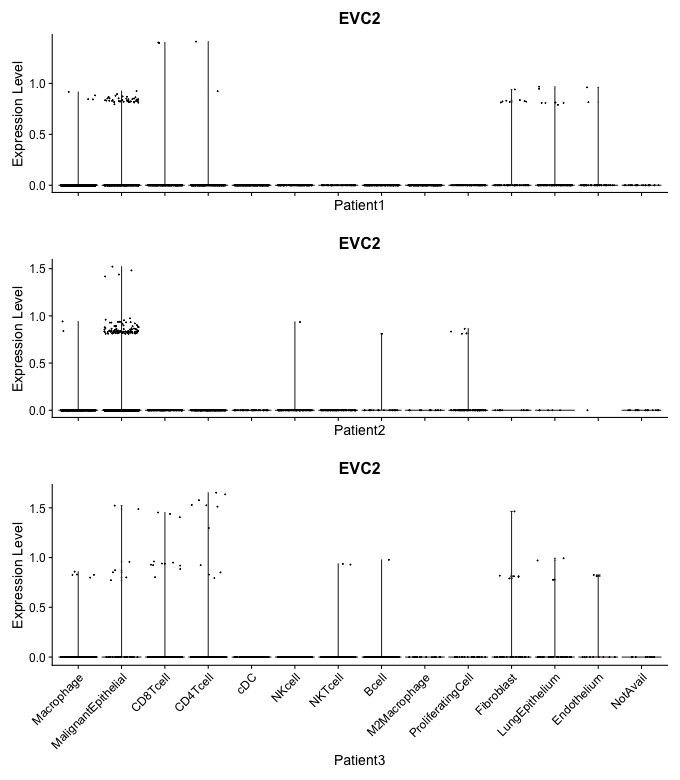 EVC2
Expression Level
1.0
0.5
0.0
Patient1
EVC2
Expression Level
1.5
1.0
0.5
0.0
Patient2
EVC2
Expression Level
1.5
1.0
0.5
0.0
Macrophage
MalignantEpithelial
CD8Tcell
CD4Tcell
cDC
NKcell
NKTcell
Bcell
M2Macrophage
ProliferatingCell
Fibroblast
LungEpithelium
Endothelium
NotAvail
Patient3